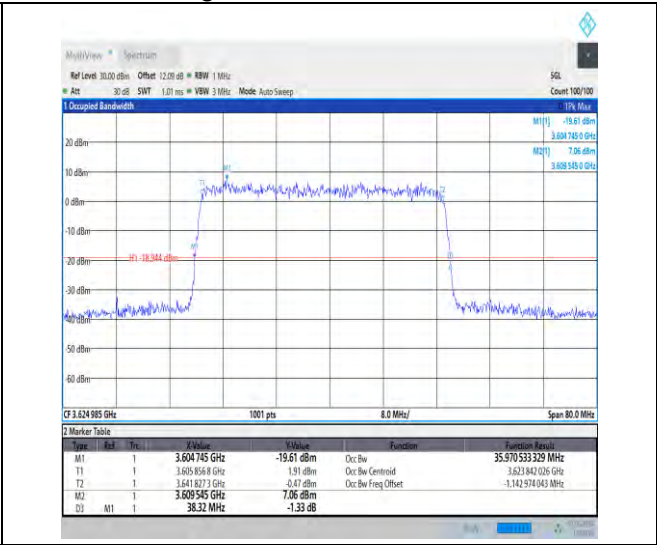 MultiView Spectrum
Ref Level 30.00 dBm Offset 12.09 dB RBW 1 MHz SGL
Att 30 dB SWT 1.01 ms VBW 3 MHz Mode Auto Sweep Count 100/100
1 Occupied Bandwidth 1Pk Max
M1[1] -19.61 dBm
3.604 745 0 GHz
M2[1] 7.06 dBm
3.609 545 0 GHz
20 dBm
10 dBm
M2
T1
T2
0 dBm
-10 dBm
M1
H1 -18.944 dBm
-20 dBm
-30 dBm
-40 dBm
-50 dBm
-60 dBm
CF 3.624 985 GHz 1001 pts 8.0 MHz/ Span 80.0 MHz
2 Marker Table
Type Ref Trc X-Value Y-Value Function Function Result
M1 1 3.604745 GHz -19.61 dBm Occ Bw 35.970 533 329 MHz
T1 1 3.605 856 8 GHz 1.91 dBm Occ Bw Centroid 3.623 842 026 GHz
T2 1 3.641 827 3 GHz -0.47 dBm Occ Bw Freq Offset -1.142 974 043 MHz
M2 1 3.609545 GHz 7.06 dBm
D3 M1 1 38.32 MHz -1.33 dB